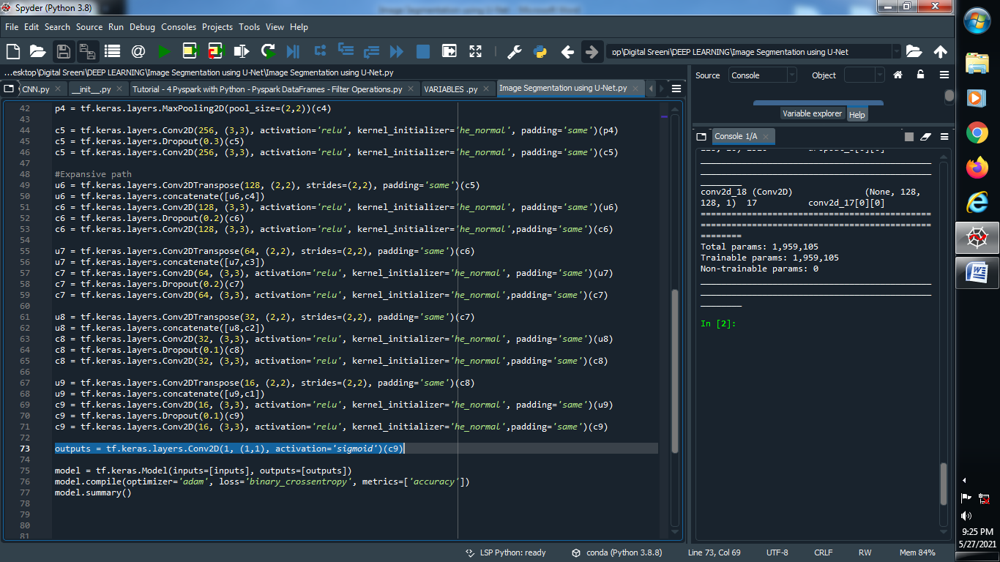 Spyder (Python 3.8)
File Edit Search Source Run Debug Consoles Projects Tools View Help
:op\Digital Sreeni\DEEP LEARNING\Image Segmentation using U-Net
...esktop\Digital Sreeni\DEEP LEARNING\Image Segmentation using U-Net\Image Segmentation using U-Net.py
CNN.py __init__.py Tutorial - 4 Pyspark with Python - Pyspark DataFrames - Filter Operations.py VARIABLES .py Image Segmentation using U-Net.py
42 p4 = tf.keras.layers.MaxPooling2D(pool_size=(2,2))(c4)
43
44 c5 = tf.keras.layers.Conv2D(256, (3,3), activation='relu', kernel_initializer='he_normal', padding='same')(p4)
45 c5 = tf.keras.layers.Dropout(0.3)(c5)
46 c5 = tf.keras.layers.Conv2D(256, (3,3), activation='relu', kernel_initializer='he_normal', padding='same')(c5)
47
48 #Expansive path
49 u6 = tf.keras.layers.Conv2DTranspose(128, (2,2), strides=(2,2), padding='same')(c5)
50 u6 = tf.keras.layers.concatenate([u6,c4])
51 c6 = tf.keras.layers.Conv2D(128, (3,3), activation='relu', kernel_initializer='he_normal', padding='same')(u6)
52 c6 = tf.keras.layers.Dropout(0.2)(c6)
53 c6 = tf.keras.layers.Conv2D(128, (3,3), activation='relu', kernel_initializer='he_normal',padding='same')(c6)
54
55 u7 = tf.keras.layers.Conv2DTranspose(64, (2,2), strides=(2,2), padding='same')(c6)
56 u7 = tf.keras.layers.concatenate([u7,c3])
57 c7 = tf.keras.layers.Conv2D(64, (3,3), activation='relu', kernel_initializer='he_normal', padding='same')(u7)
58 c7 = tf.keras.layers.Dropout(0.2)(c7)
59 c7 = tf.keras.layers.Conv2D(64, (3,3), activation='relu', kernel_initializer='he_normal',padding='same')(c7)
60
61 u8 = tf.keras.layers.Conv2DTranspose(32, (2,2), strides=(2,2), padding='same')(c7)
62 u8 = tf.keras.layers.concatenate([u8,c2])
63 c8 = tf.keras.layers.Conv2D(32, (3,3), activation='relu', kernel_initializer='he_normal', padding='same')(u8)
64 c8 = tf.keras.layers.Dropout(0.1)(c8)
65 c8 = tf.keras.layers.Conv2D(32, (3,3), activation='relu', kernel_initializer='he_normal',padding='same')(c8)
66
67 u9 = tf.keras.layers.Conv2DTranspose(16, (2,2), strides=(2,2), padding='same')(c8)
68 u9 = tf.keras.layers.concatenate([u9,c1])
69 c9 = tf.keras.layers.Conv2D(16, (3,3), activation='relu', kernel_initializer='he_normal', padding='same')(u9)
70 c9 = tf.keras.layers.Dropout(0.1)(c9)
71 c9 = tf.keras.layers.Conv2D(16, (3,3), activation='relu', kernel_initializer='he_normal',padding='same')(c9)
72
73 outputs = tf.keras.layers.Conv2D(1, (1,1), activation='sigmoid')(c9)
74
75 model = tf.keras.Model(inputs=[inputs], outputs=[outputs])
76 model.compile(optimizer='adam', loss='binary_crossentropy', metrics=['accuracy'])
77 model.summary()
78
79
80
81
Source Console Object
Variable explorer Help
Console 1/A
conv2d_18 (Conv2D) (None, 128,
128, 1) 17 conv2d_17[0][0]
=============================================
=============================================
========
Total params: 1,959,105
Trainable params: 1,959,105
Non-trainable params: 0
In [2]:
LSP Python: ready conda (Python 3.8.8) Line 73, Col 69 UTF-8 CRLF RW Mem 84%
9:25 PM
5/27/2021